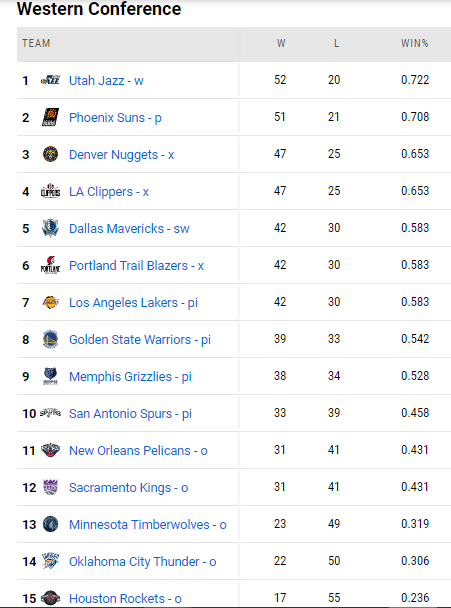 Western Conference
TEAM W L WIN%
1 Utah Jazz - w 52 20 0.722
2 Phoenix Suns - p 51 21 0.708
3 Denver Nuggets - x 47 25 0.653
4 LA Clippers - x 47 25 0.653
5 Dallas Mavericks - sw 42 30 0.583
6 Portland Trail Blazers - x 42 30 0.583
7 Los Angeles Lakers - pi 42 30 0.583
8 Golden State Warriors - pi 39 33 0.542
9 Memphis Grizzlies - pi 38 34 0.528
10 San Antonio Spurs - pi 33 39 0.458
11 New Orleans Pelicans - o 31 41 0.431
12 Sacramento Kings - o 31 41 0.431
13 Minnesota Timberwolves - o 23 49 0.319
14 Oklahoma City Thunder - o 22 50 0.306
15 Houston Rockets - o 17 55 0.236